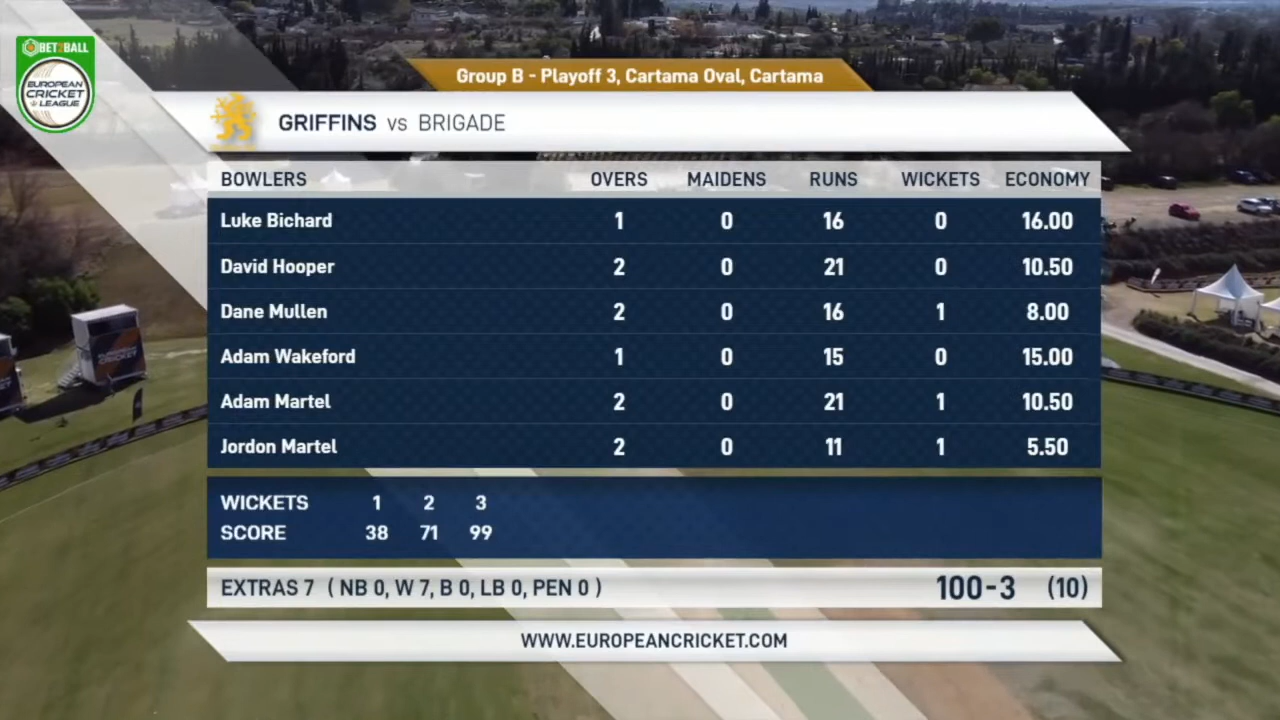 BET2BALL
EUROPEAN
CRICKET
LEAGUE
Group B - Playoff 3, Cartama Oval, Cartama
GRIFFINS vs BRIGADE
BOWLERS OVERS MAIDENS RUNS WICKETS ECONOMY
Luke Bichard 1 0 16 0 16.00
David Hooper 2 0 21 0 10.50
Dane Mullen 2 0 16 1 8.00
Adam Wakeford 1 0 15 0 15.00
Adam Martel 2 0 21 1 10.50
Jordon Martel 2 0 11 1 5.50
WICKETS 1 2 3
SCORE 38 71 99
EXTRAS 7 ( NB 0, W 7, B 0, LB 0, PEN 0 ) 100-3 (10)
WWW.EUROPEANCRICKET.COM
EUROPEAN
CRICKET